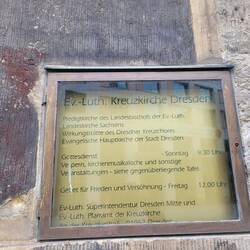 Ev.-Luth. Kreuzkirche Dresden
Predigtkirche des Landesbischofs der Ev.-Luth.
Landeskirche Sachsens
Wirkungsstätte des Dresdner Kreuzchores
Evangelische Hauptkirche der Stadt Dresden
Gottesdienst - Sonntag 9.30 Uhr
Vespern, kirchenmusikalische und sonstige
Veranstaltungen - siehe gegenüberliegende Tafel
Gebet für Frieden und Versöhnung - Freitag 12.00 Uhr
Ev.-Luth. Superintendentur Dresden Mitte und
Ev.-Luth. Pfarramt der Kreuzkirche
Dresden